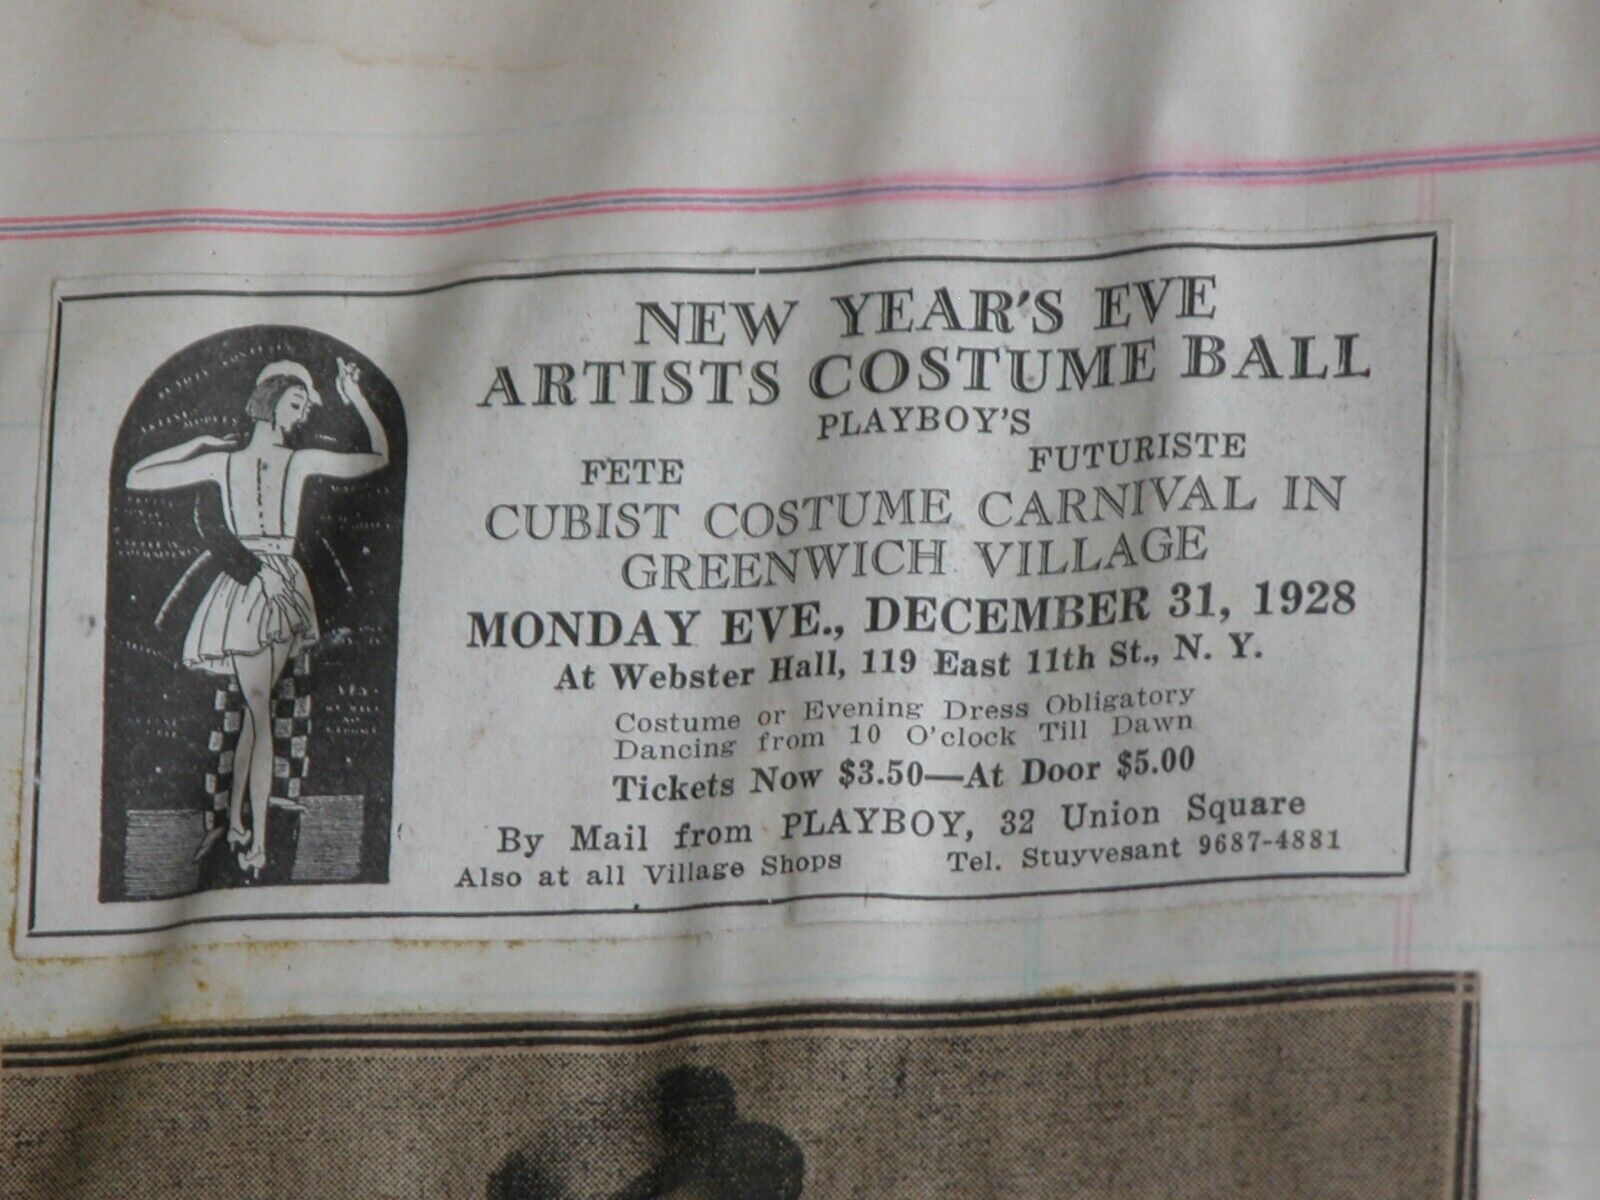 NEW YEAR'S EVE
ARTISTS COSTUME BALL
PLAYBOY'S
FETE FUTURISTE
CUBIST COSTUME CARNIVAL IN
GREENWICH VILLAGE
MONDAY EVE., DECEMBER 31, 1928
At Webster Hall, 119 East 11th St., N. Y.
Costume or Evening Dress Obligatory
Dancing from 10 O'clock Till Dawn
Tickets Now $3.50—At Door $5.00
By Mail from PLAYBOY, 32 Union Square
Also at all Village Shops Tel. Stuyvesant 9687-4881